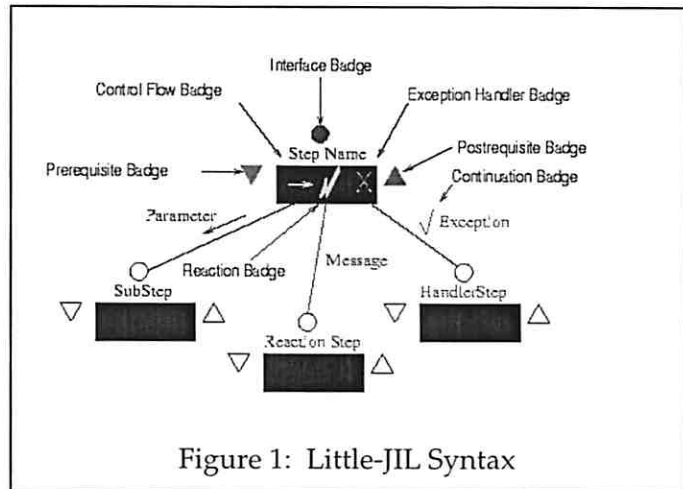 Interface Badge
Control Flow Badge
Exception Handler Badge
Step Name
Postrequisite Badge
Prerequisite Badge
Continuation Badge
Parameter
Exception
Reaction Badge
Message
SubStep
HandlerStep
Reaction Step
Figure 1: Little-JIL Syntax